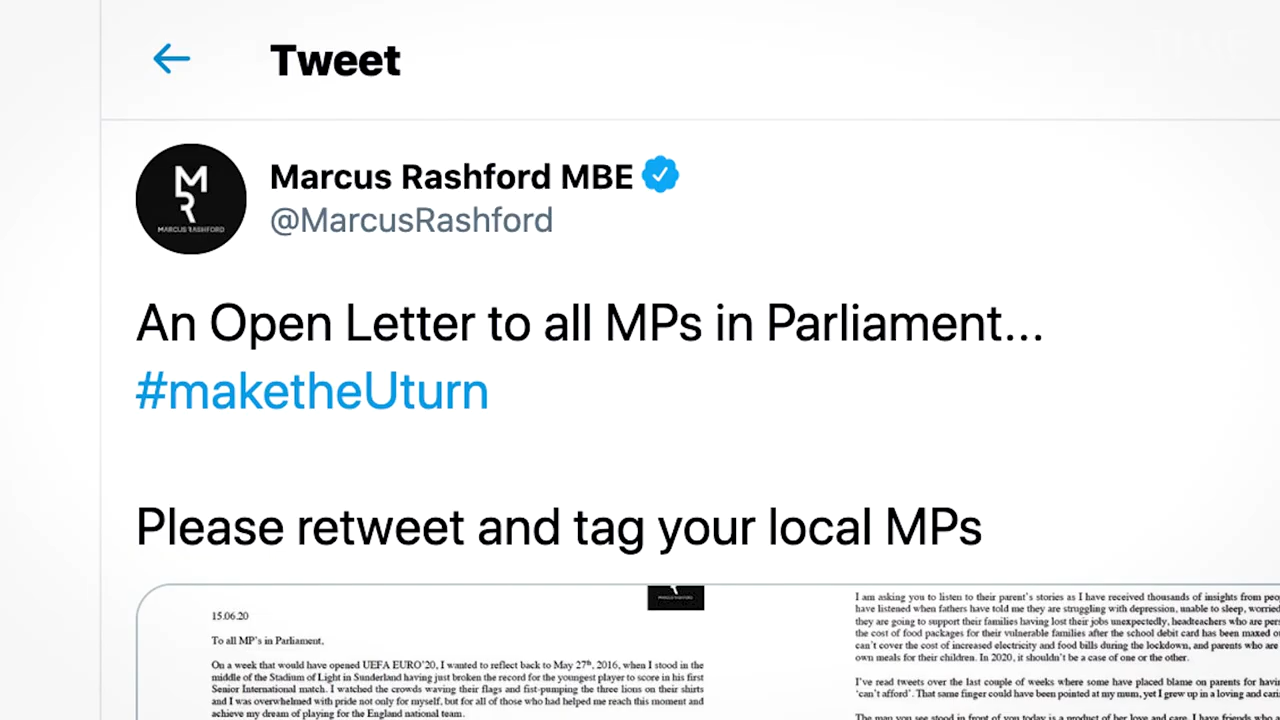 Tweet
MR
MARCUS RASHFORD
Marcus Rashford MBE
@MarcusRashford
An Open Letter to all MPs in Parliament...
#maketheUturn
Please retweet and tag your local MPs
MARCUS RASHFORD
15.06.20
To all MP's in Parliament,
On a week that would have opened UEFA EURO'20, I wanted to reflect back to May 27th, 2016, when I stood in the
middle of the Stadium of Light in Sunderland having just broken the record for the youngest player to score in his first
Senior International match. I watched the crowds waving their flags and fist-pumping the three lions on their shirts
and I was overwhelmed with pride not only for myself, but for all of those who had helped me reach this moment and
achieve my dream of playing for the England national team.
I am asking you to listen to their parent's stories as I have received thousands of insights from
have listened when fathers have told me they are struggling with depression, unable to sleep, worried
they are going to support their families having lost their jobs unexpectedly, headteachers who are
the cost of food packages for their vulnerable families after the school debit card has been maxed
can't cover the cost of increased electricity and food bills during the lockdown, and parents who are
own meals for their children. In 2020, it shouldn't be a case of one or the other.
I've read tweets over the last couple of weeks where some have placed blame on parents for
'can't afford'. That same finger could have been pointed at my mum, yet I grew up in a loving and
The man you see stood in front of you today is a product of her love and care. I have friends who